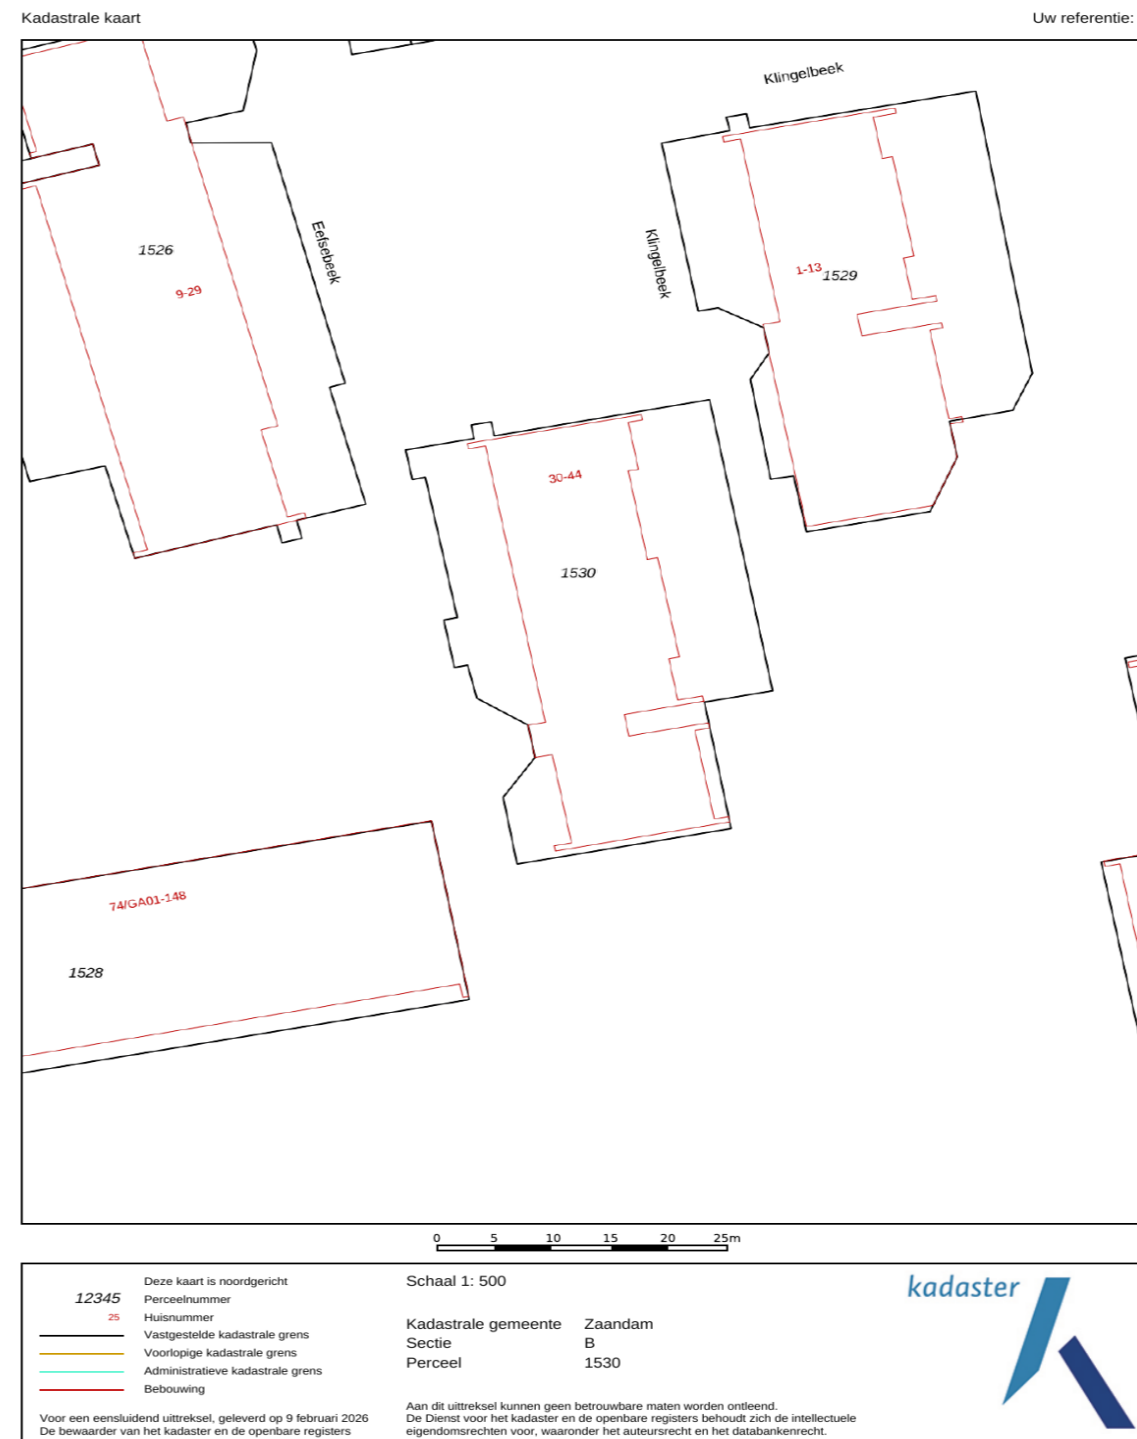 Kadastrale kaart
Uw referentie:
Klingelbeek
Eefsebeek
Klingelbeek
1526
9-29
1-13
1529
30-44
1530
74/GA01-148
1528
0 5 10 15 20 25m
Deze kaart is noordgericht
12345 Perceelnummer
25 Huisnummer
Vastgestelde kadastrale grens
Voorlopige kadastrale grens
Administratieve kadastrale grens
Bebouwing
Voor een eensluidend uittreksel, geleverd op 9 februari 2026
De bewaarder van het kadaster en de openbare registers
Schaal 1: 500
Kadastrale gemeente Zaandam
Sectie B
Perceel 1530
Aan dit uittreksel kunnen geen betrouwbare maten worden ontleend.
De Dienst voor het kadaster en de openbare registers behoudt zich de intellectuele
eigendomsrechten voor, waaronder het auteursrecht en het databankenrecht.
kadaster